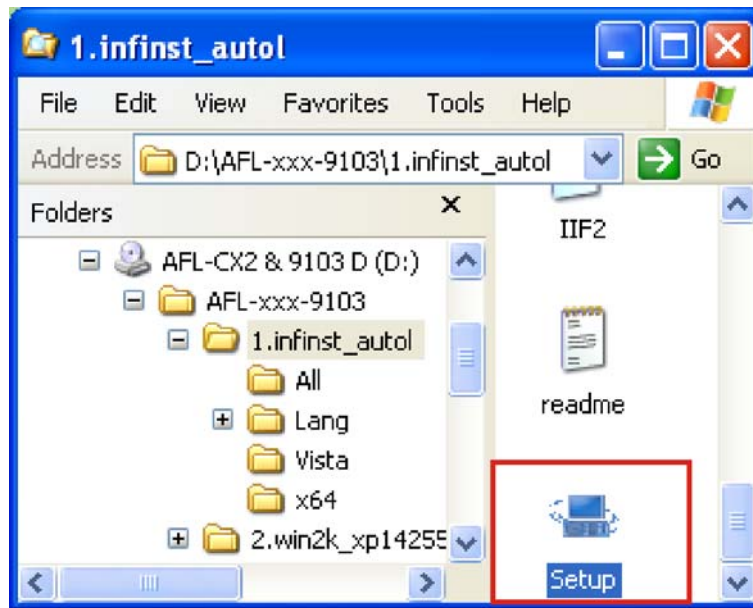 1.infinst_autol
File Edit View Favorites Tools Help
Address D:\AFL-xxx-9103\1.infinst_autol Go
Folders
AFL-CX2 & 9103 D (D:)
AFL-xxx-9103
1.infinst_autol
All
Lang
Vista
x64
2.win2k_xp14255
IIF2
readme
Setup